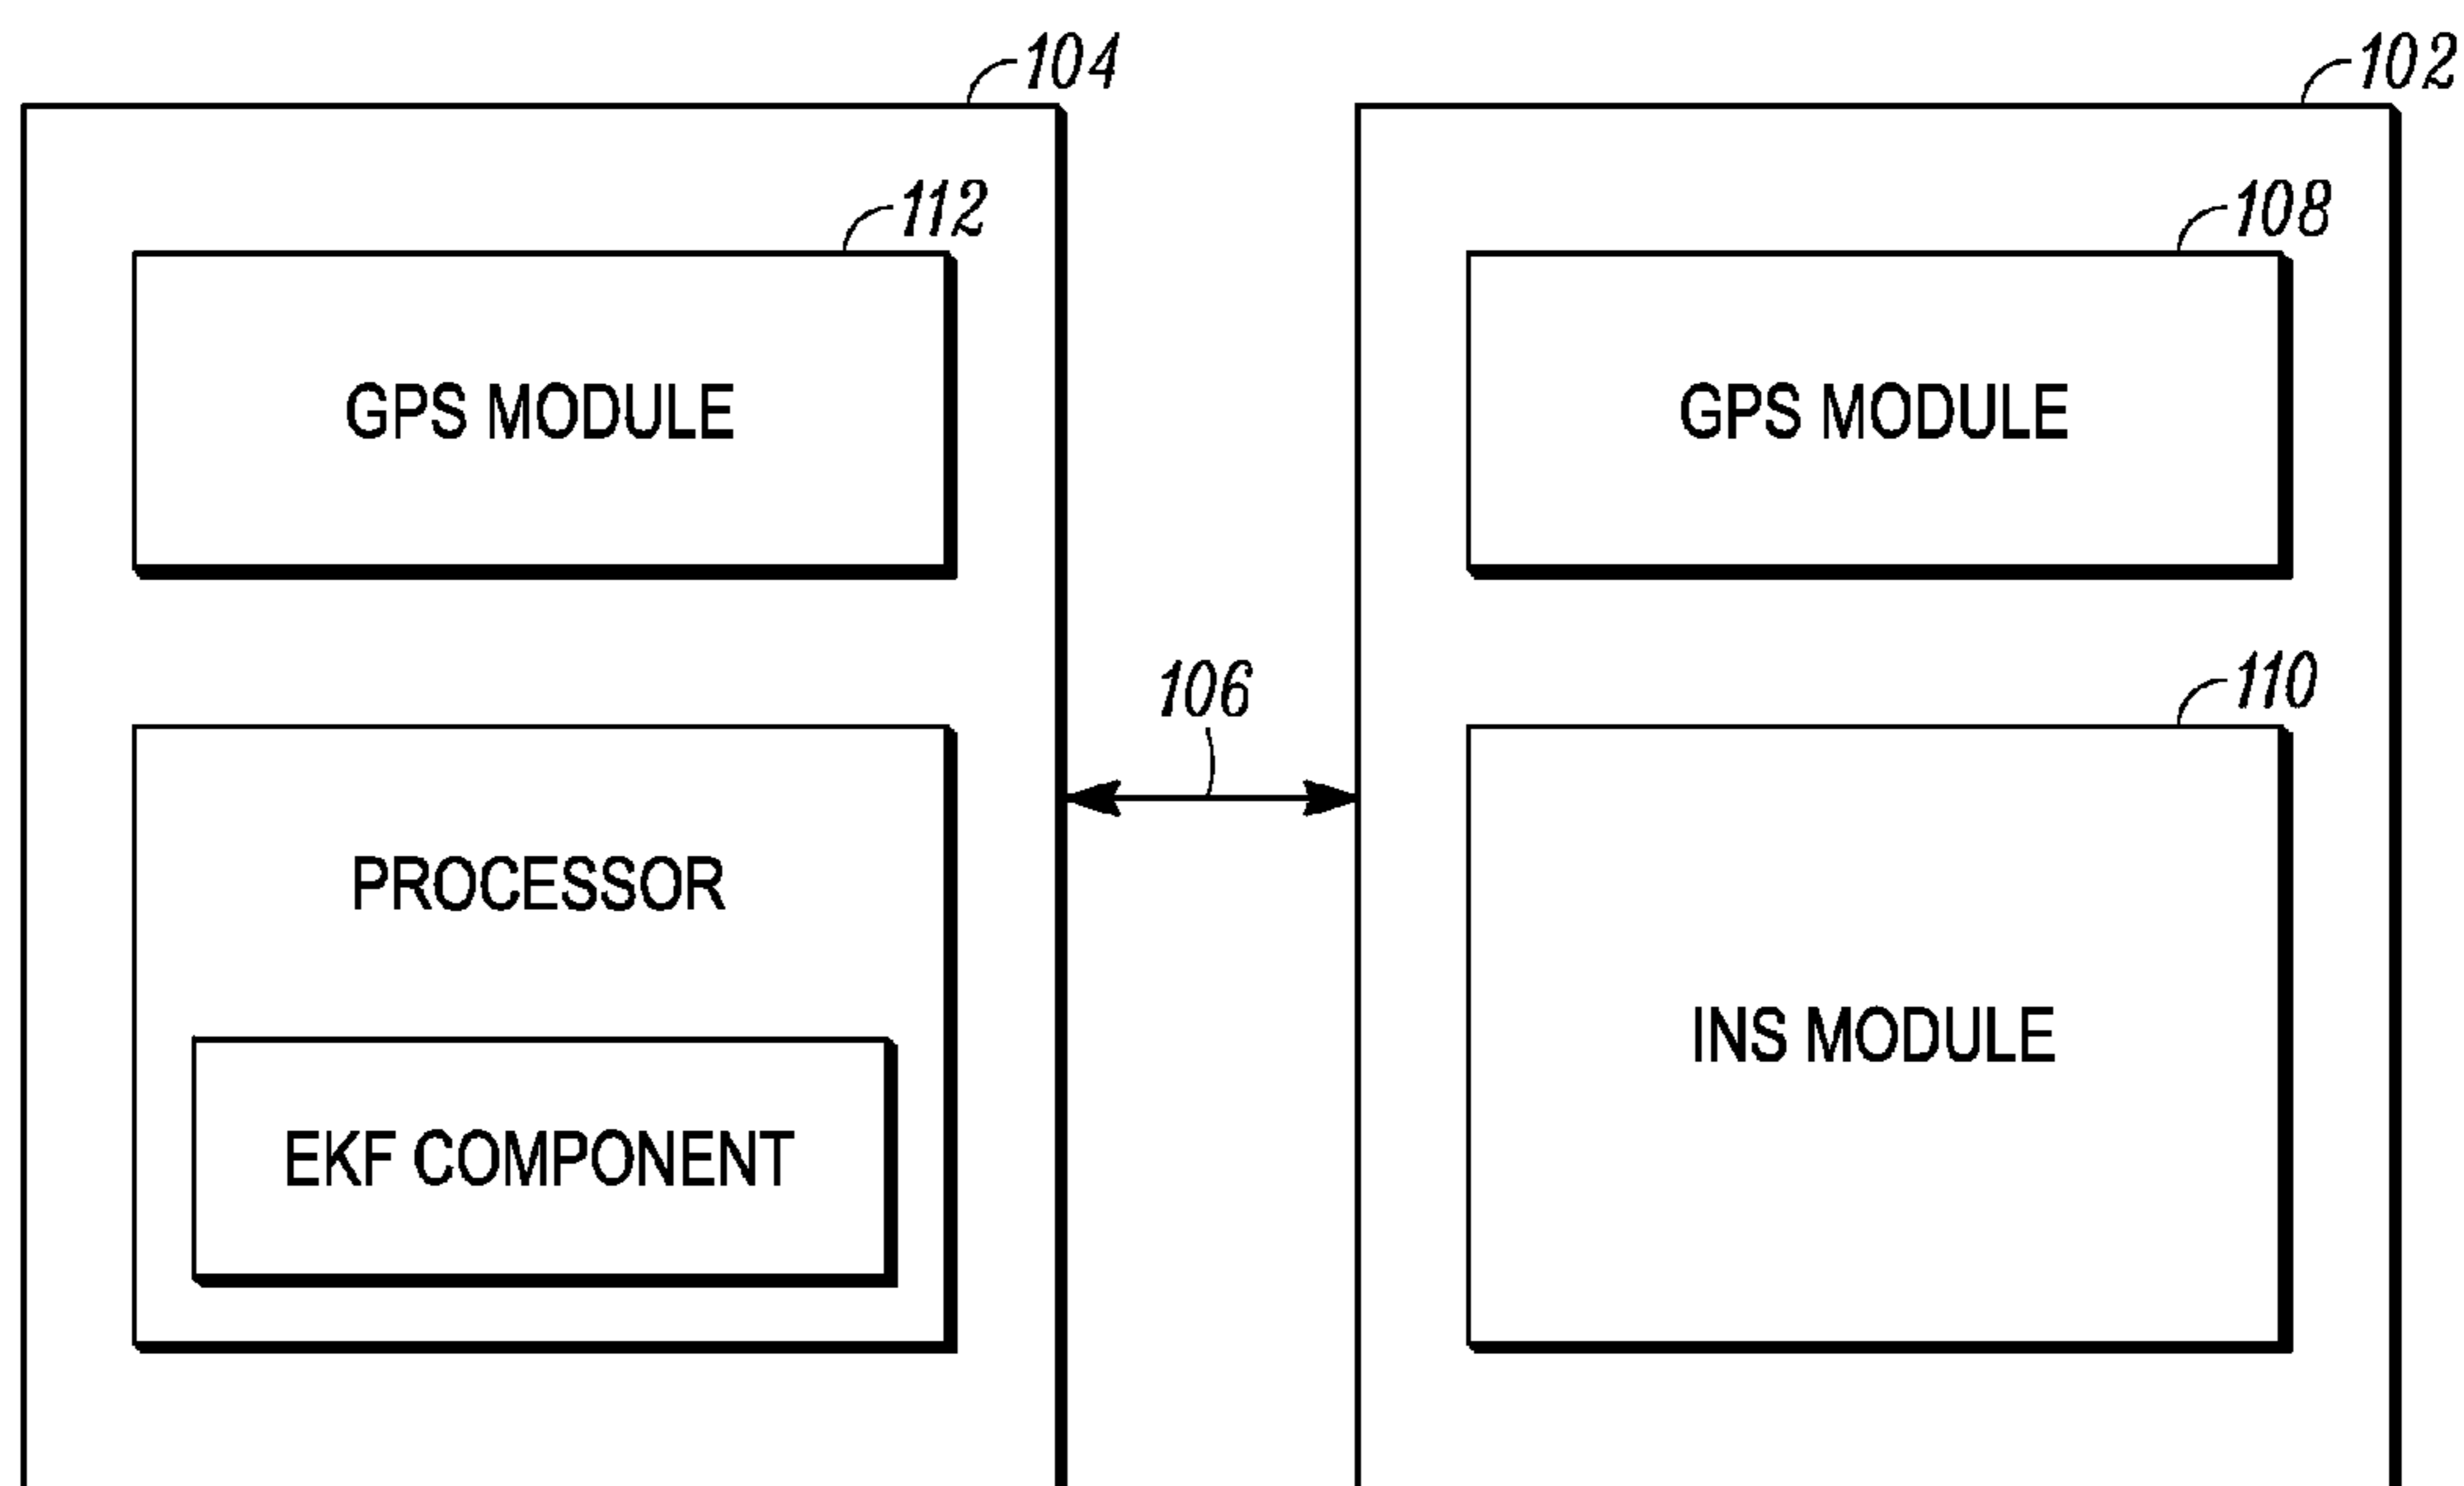 104
102
112
108
GPS MODULE
GPS MODULE
106
110
PROCESSOR
INS MODULE
EKF COMPONENT